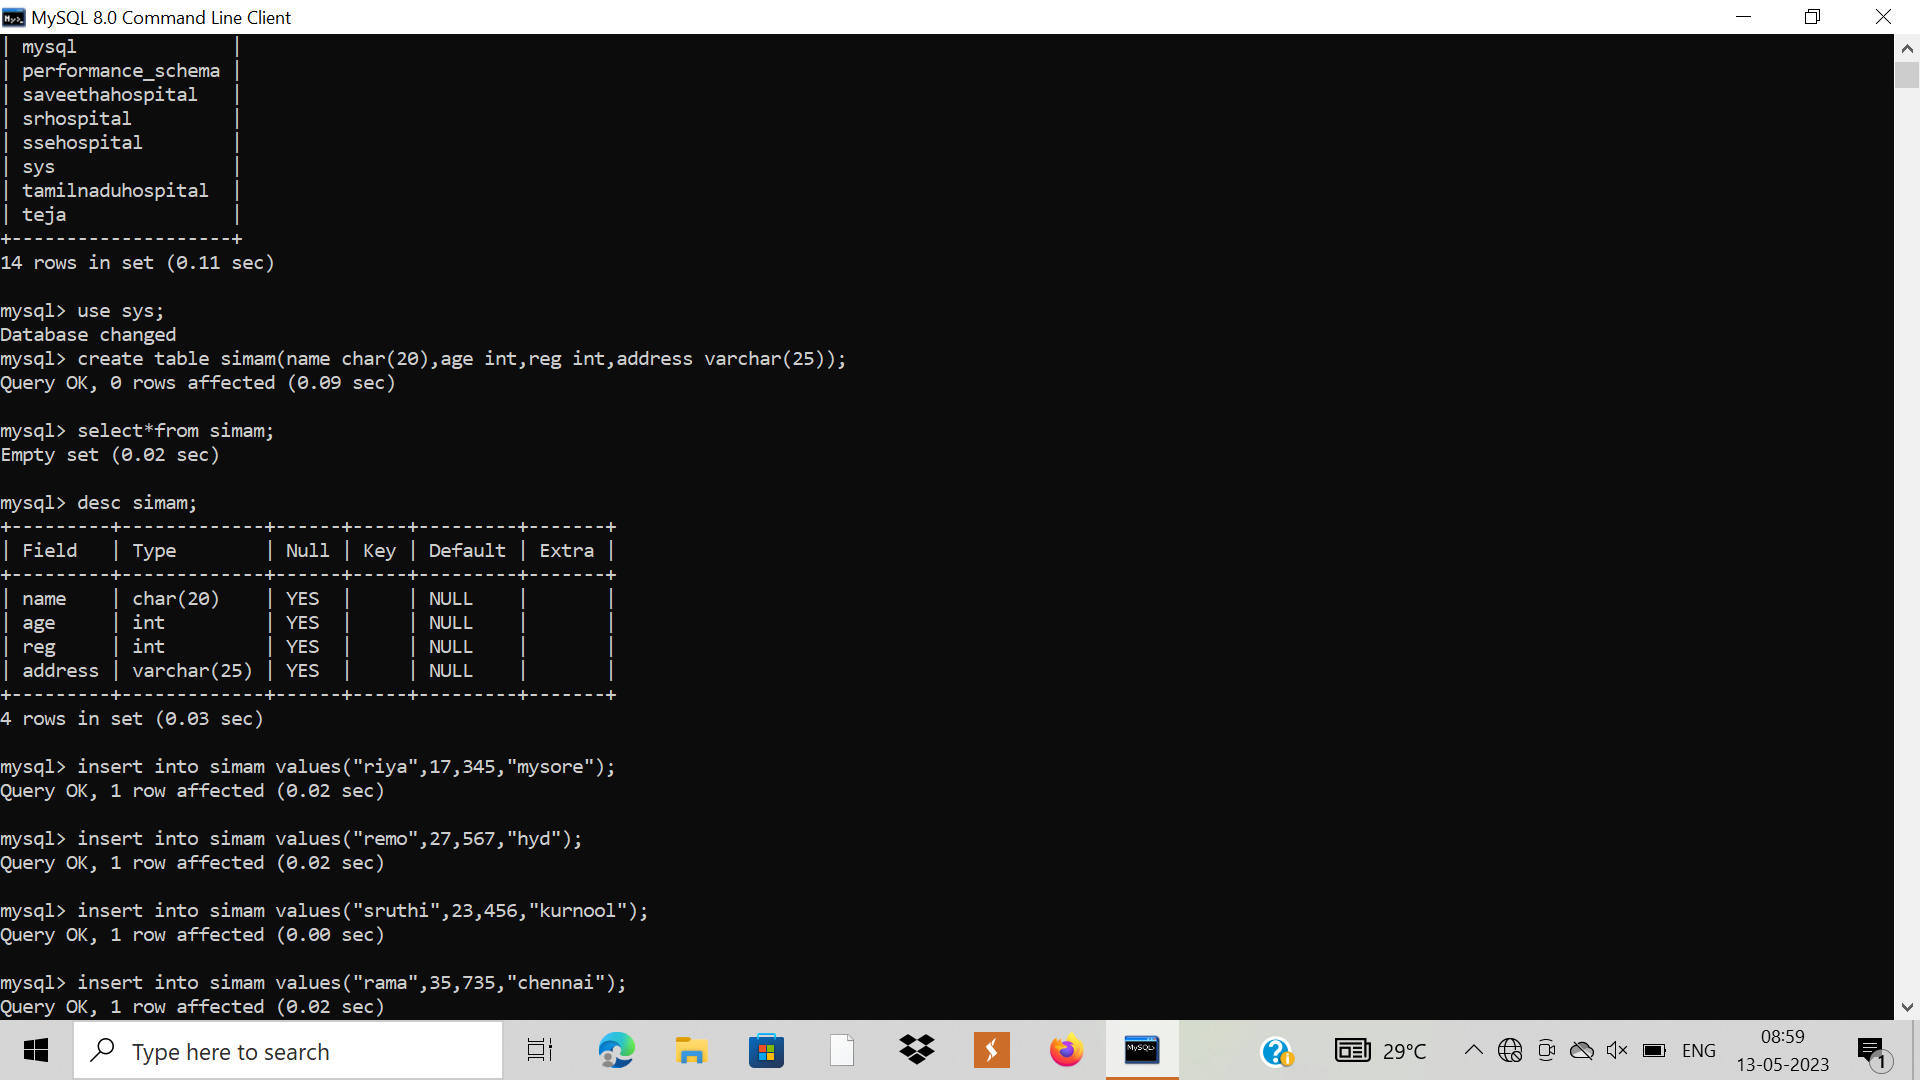 MySQL 8.0 Command Line Client
| mysql              |
| performance_schema |
| saveethahospital   |
| srhospital         |
| ssehospital        |
| sys                |
| tamilnaduhospital  |
| teja               |
+--------------------+
14 rows in set (0.11 sec)
mysql> use sys;
Database changed
mysql> create table simam(name char(20),age int,reg int,address varchar(25));
Query OK, 0 rows affected (0.09 sec)
mysql> select*from simam;
Empty set (0.02 sec)
mysql> desc simam;
+---------+-------------+------+-----+---------+-------+
| Field   | Type        | Null | Key | Default | Extra |
+---------+-------------+------+-----+---------+-------+
| name    | char(20)    | YES  |     | NULL    |       |
| age     | int         | YES  |     | NULL    |       |
| reg     | int         | YES  |     | NULL    |       |
| address | varchar(25) | YES  |     | NULL    |       |
+---------+-------------+------+-----+---------+-------+
4 rows in set (0.03 sec)
mysql> insert into simam values("riya",17,345,"mysore");
Query OK, 1 row affected (0.02 sec)
mysql> insert into simam values("remo",27,567,"hyd");
Query OK, 1 row affected (0.02 sec)
mysql> insert into simam values("sruthi",23,456,"kurnool");
Query OK, 1 row affected (0.00 sec)
mysql> insert into simam values("rama",35,735,"chennai");
Query OK, 1 row affected (0.02 sec)
Type here to search
MySQL>
29°C
ENG
08:59
13-05-2023
1